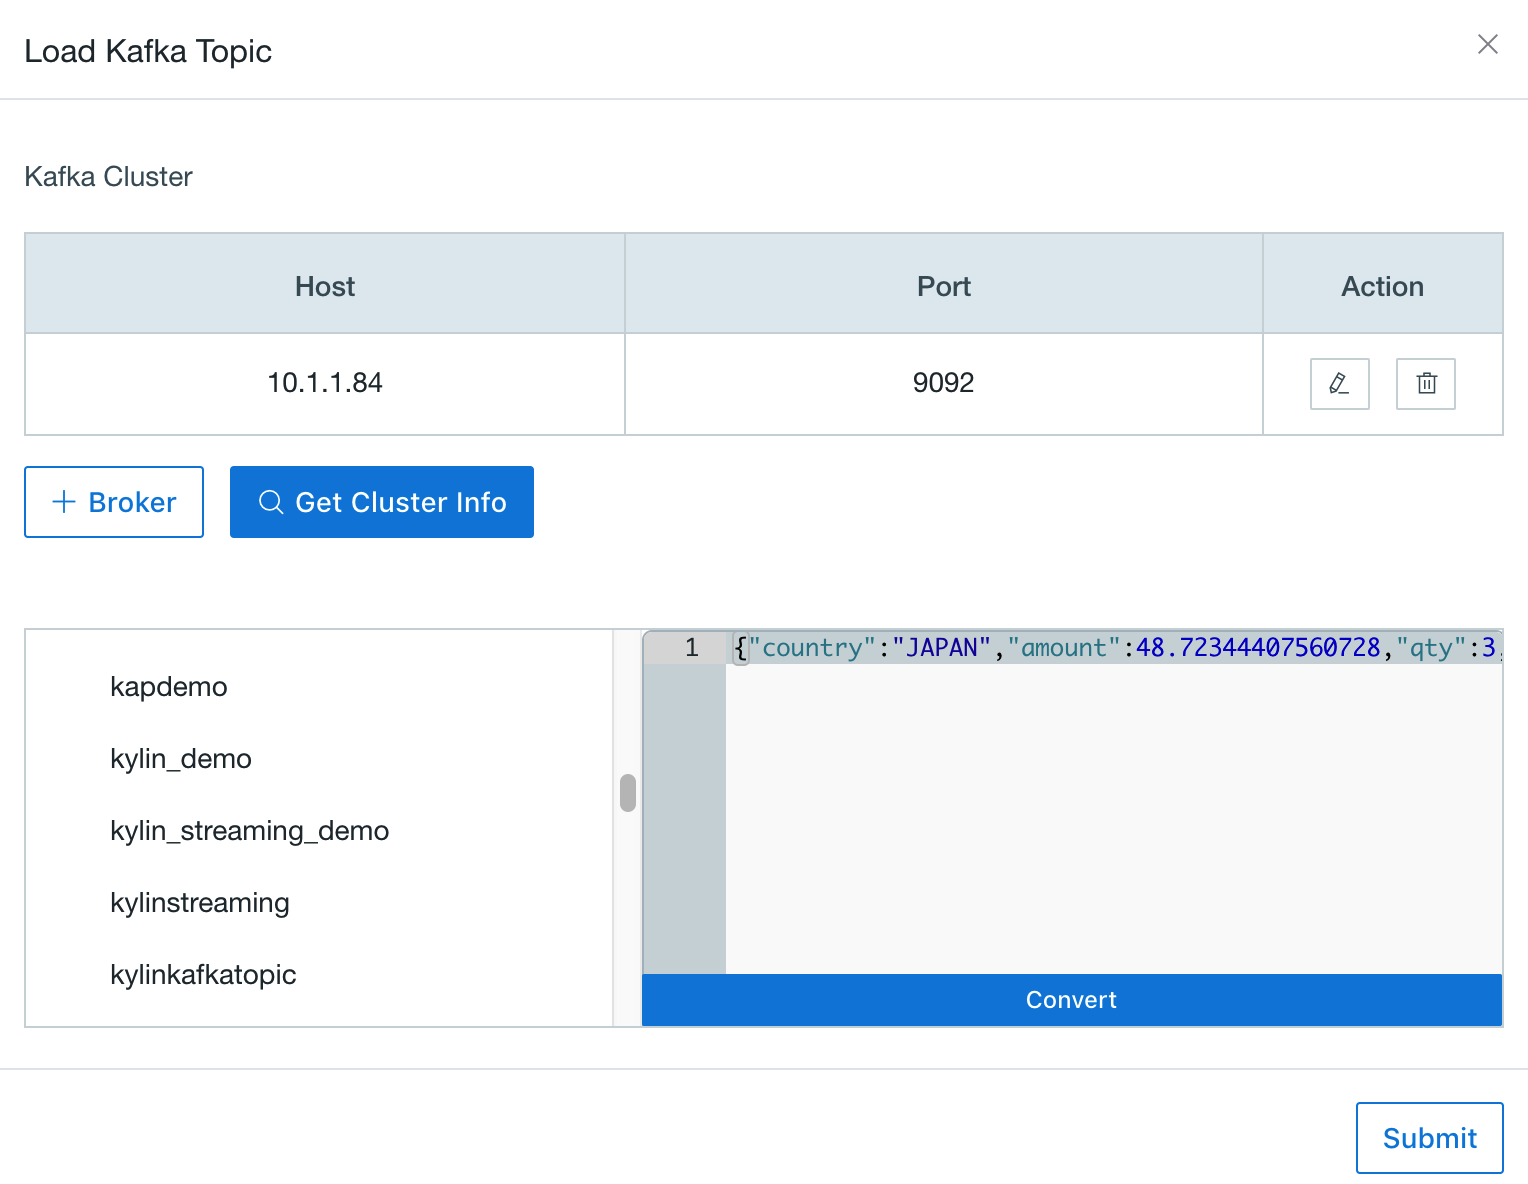 Load Kafka Topic
Kafka Cluster
Host Port Action
10.1.1.84 9092
Broker Get Cluster Info
kapdemo
kylin_demo
kylin_streaming_demo
kylinstreaming
kylinkafkatopic
1 {"country":"JAPAN","amount":48.72344407560728,"qty":3,
Convert
Submit